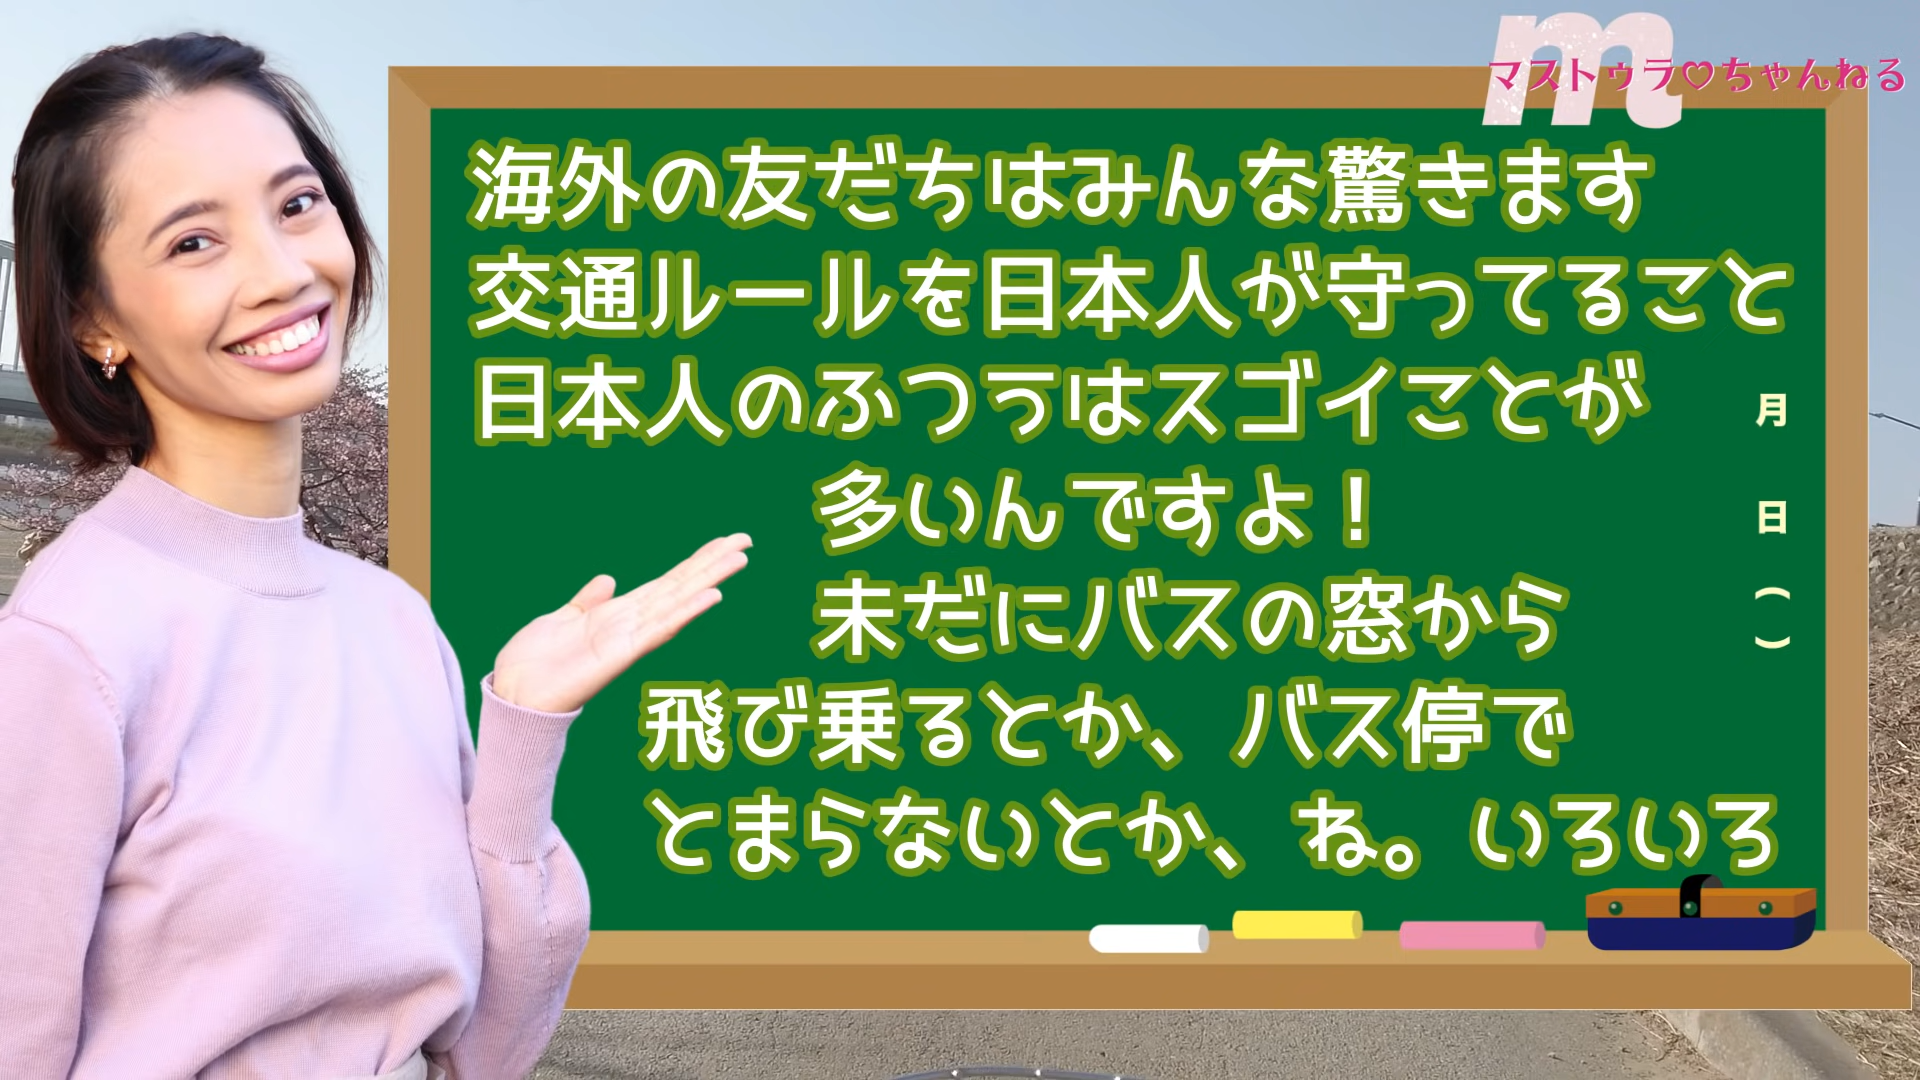 m
マストゥラ♡ちゃんねる
海外の友だちはみんな驚きます
交通ルールを日本人が守ってること
日本人のふつうはスゴイことが
多いんですよ！
未だにバスの窓から
飛び乗るとか、バス停で
とまらないとか、ね。いろいろ
月　日（　）